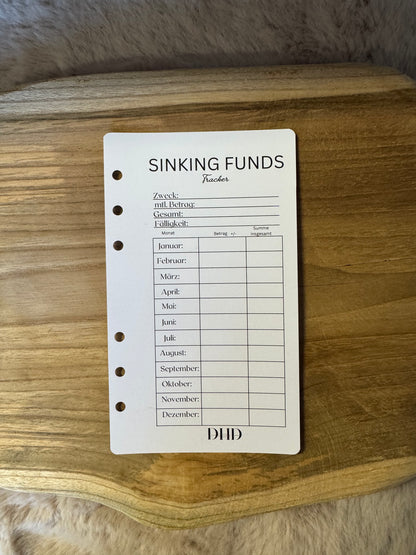 SINKING FUNDS
Tracker
Zweck:
mtl. Betrag:
Gesamt:
Fälligkeit:
Monat Betrag +/- Summe insgesamt
Januar:
Februar:
März:
April:
Mai:
Juni:
Juli:
August:
September:
Oktober:
November:
Dezember:
DHD